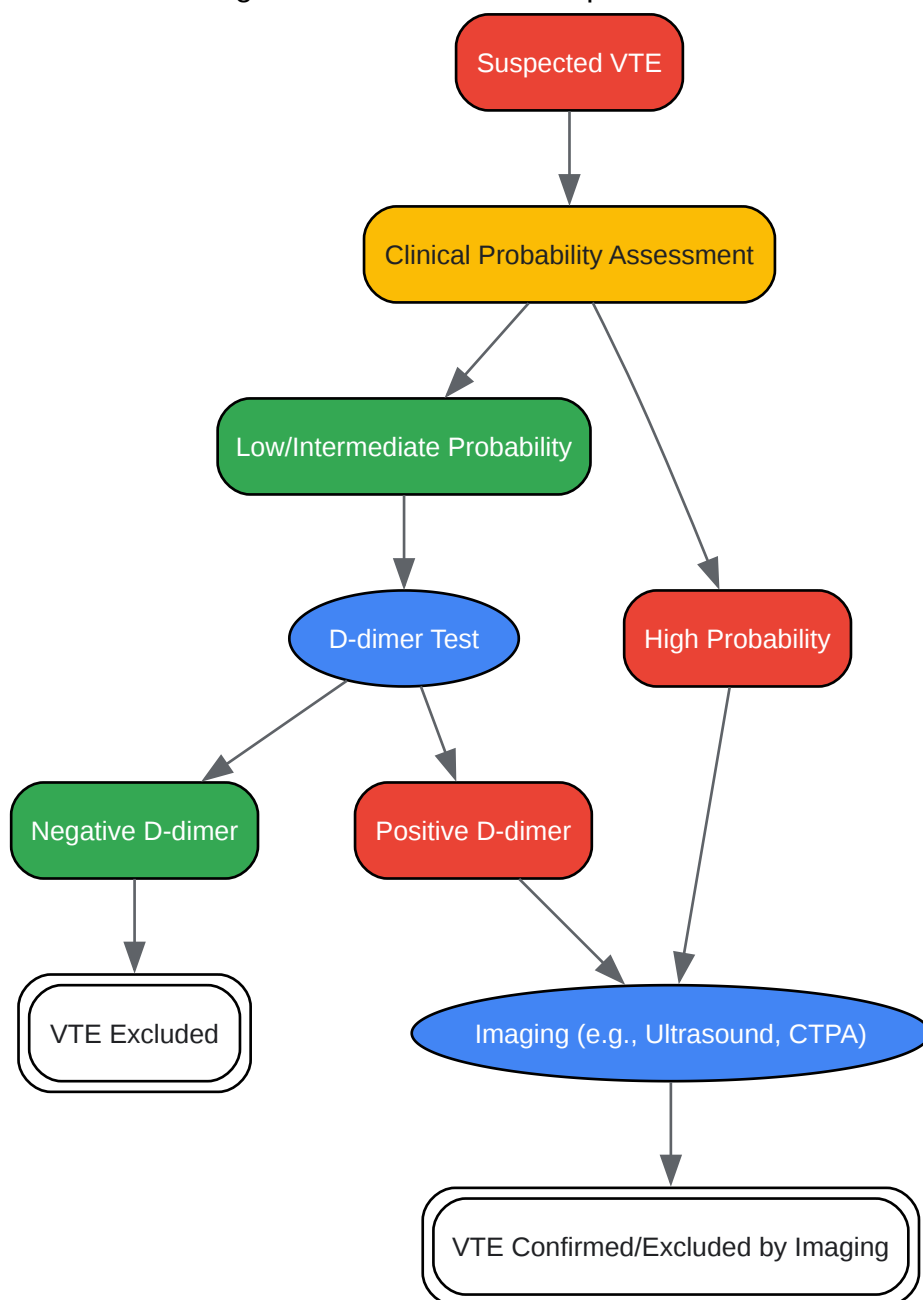 Suspected VTE
Clinical Probability Assessment
Low/Intermediate Probability
D-dimer Test
High Probability
Negative D-dimer
Positive D-dimer
VTE Excluded
Imaging (e.g., Ultrasound, CTPA)
VTE Confirmed/Excluded by Imaging